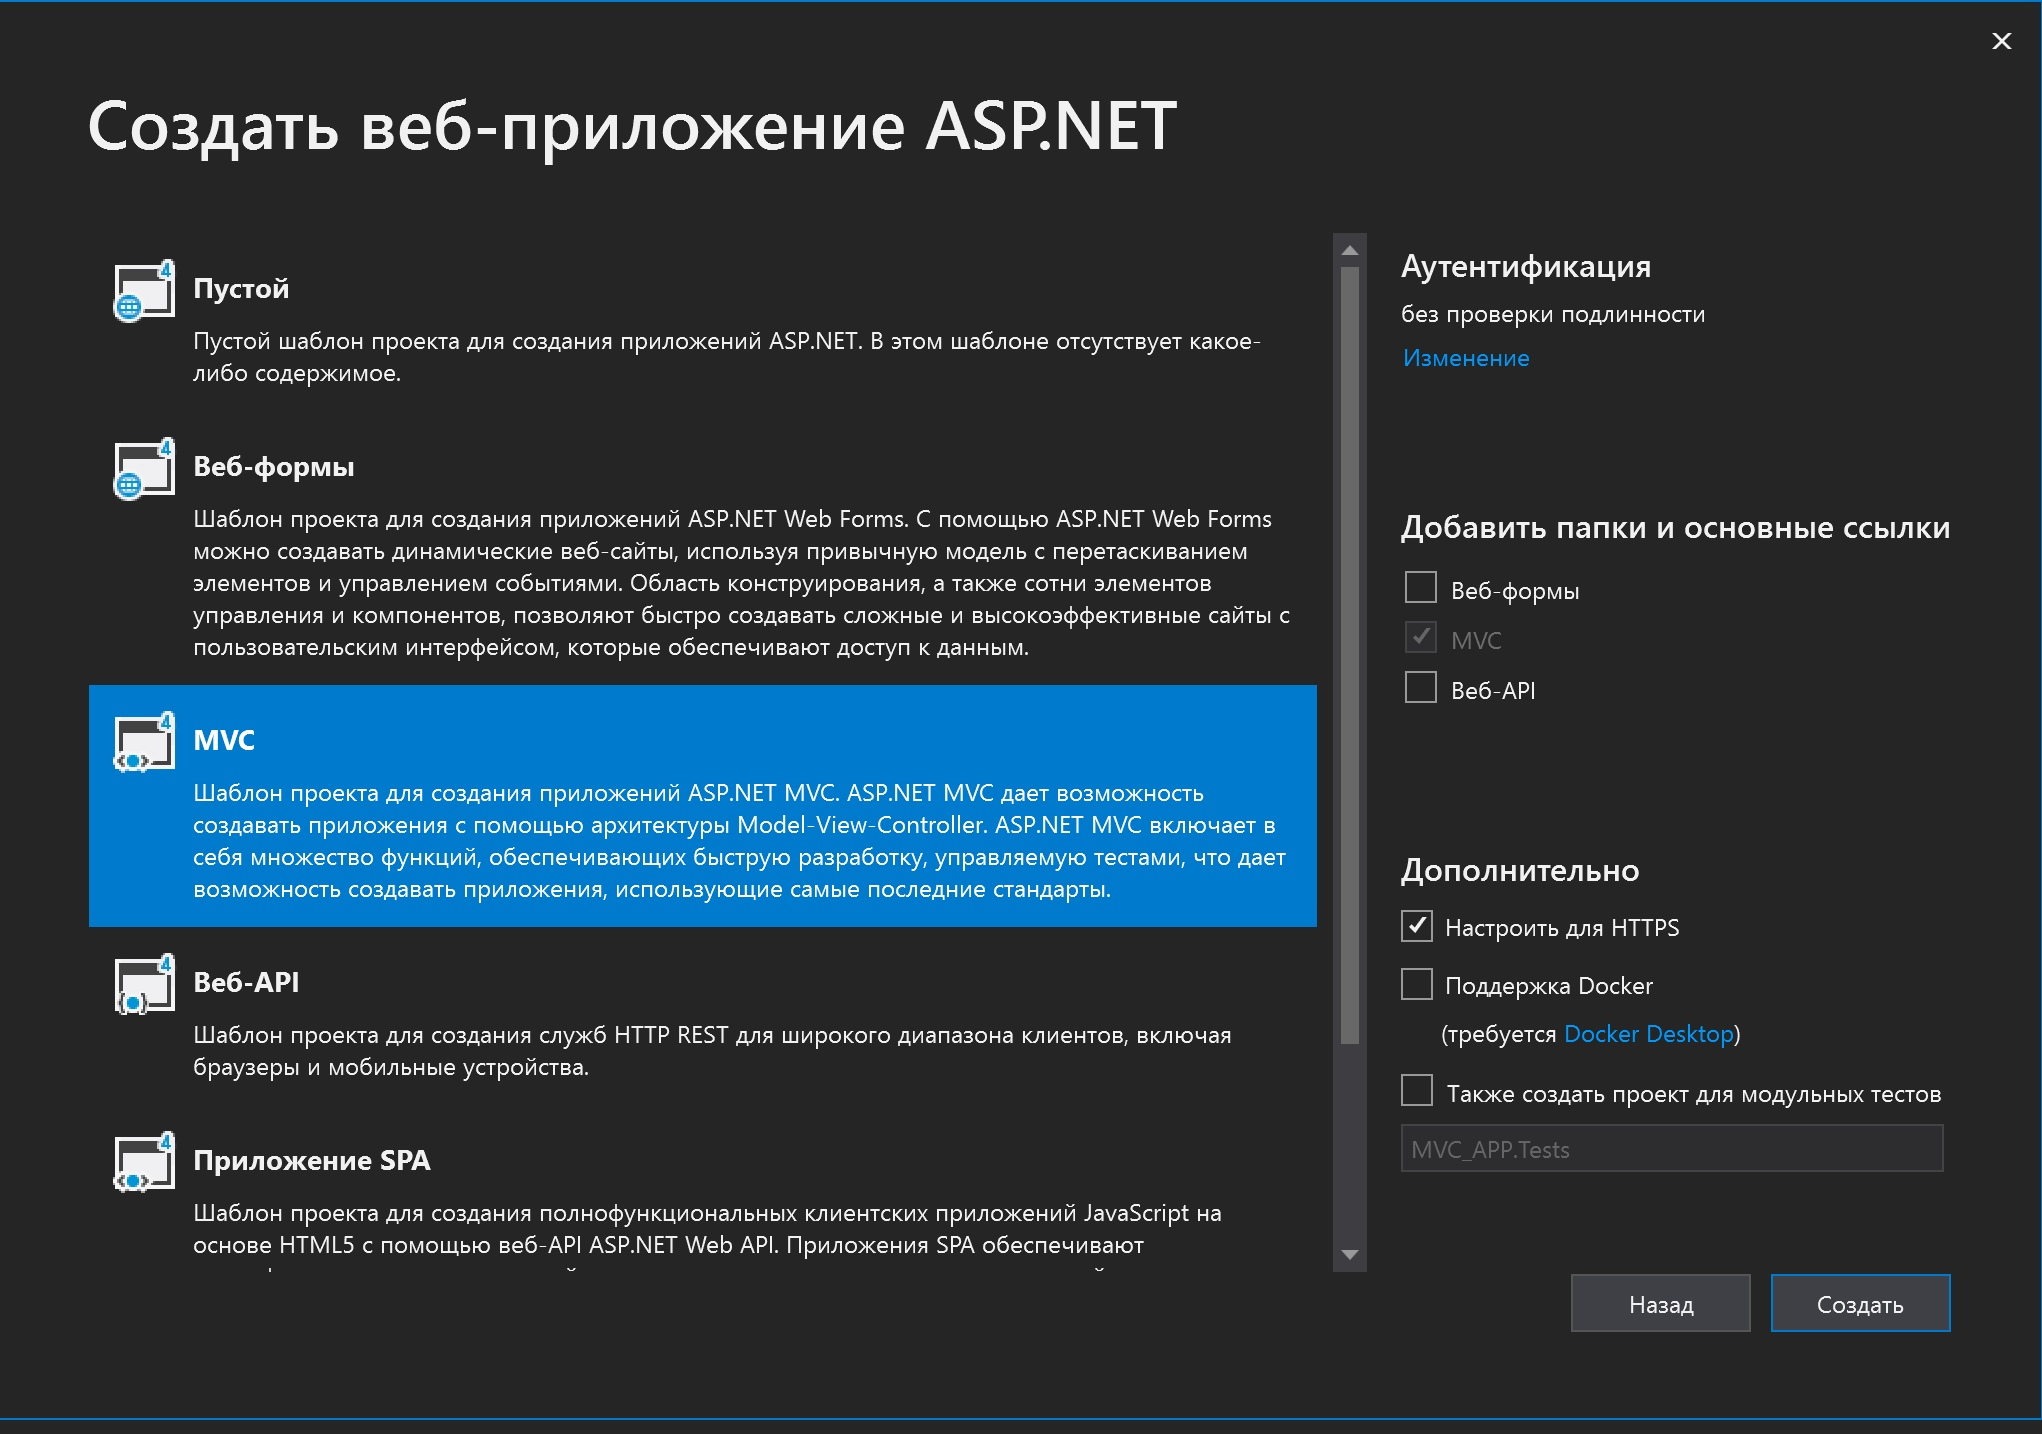 Создать веб-приложение ASP.NET
Пустой
Пустой шаблон проекта для создания приложений ASP.NET. В этом шаблоне отсутствует какое-
либо содержимое.
Веб-формы
Шаблон проекта для создания приложений ASP.NET Web Forms. С помощью ASP.NET Web Forms
можно создавать динамические веб-сайты, используя привычную модель с перетаскиванием
элементов и управлением событиями. Область конструирования, а также сотни элементов
управления и компонентов, позволяют быстро создавать сложные и высокоэффективные сайты с
пользовательским интерфейсом, которые обеспечивают доступ к данным.
MVC
Шаблон проекта для создания приложений ASP.NET MVC. ASP.NET MVC дает возможность
создавать приложения с помощью архитектуры Model-View-Controller. ASP.NET MVC включает в
себя множество функций, обеспечивающих быструю разработку, управляемую тестами, что дает
возможность создавать приложения, использующие самые последние стандарты.
Веб-API
Шаблон проекта для создания служб HTTP REST для широкого диапазона клиентов, включая
браузеры и мобильные устройства.
Приложение SPA
Шаблон проекта для создания полнофункциональных клиентских приложений JavaScript на
основе HTML5 с помощью веб-API ASP.NET Web API. Приложения SPA обеспечивают
Аутентификация
без проверки подлинности
Изменение
Добавить папки и основные ссылки
Веб-формы
MVC
Веб-API
Дополнительно
Настроить для HTTPS
Поддержка Docker
(требуется Docker Desktop)
Также создать проект для модульных тестов
MVC_APP.Tests
Назад
Создать